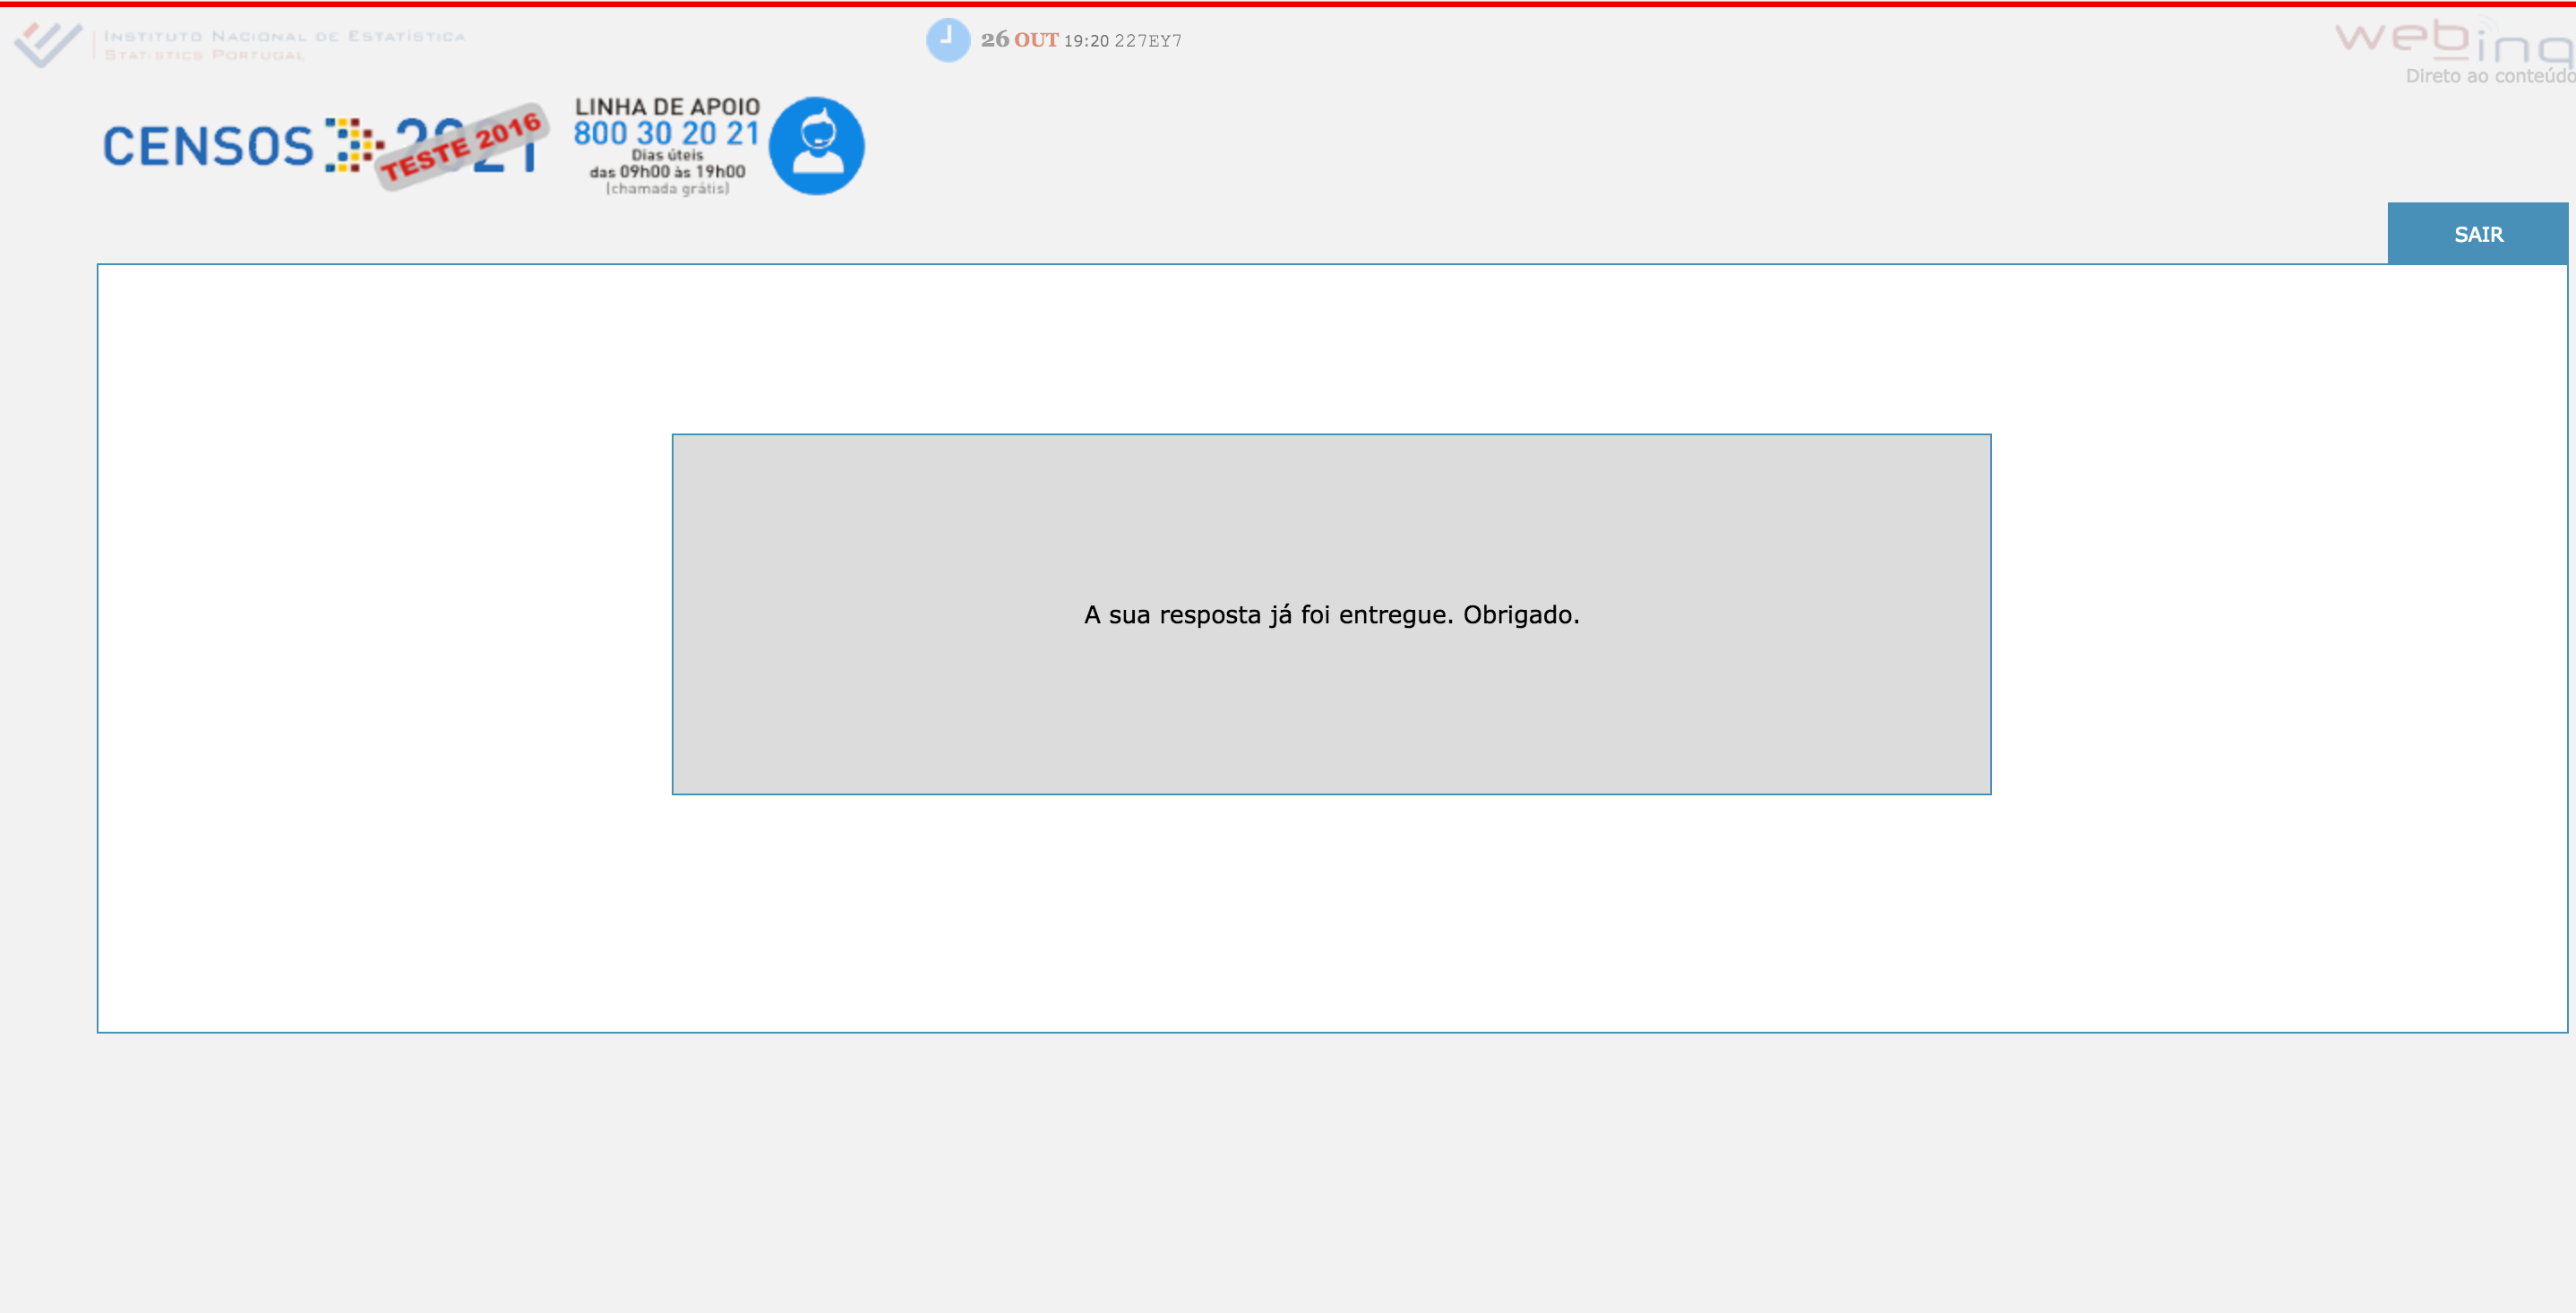 INSTITUTO NACIONAL DE ESTATÍSTICA
STATISTICS PORTUGAL
26 OUT 19:20 227EY7
webinq
Direto ao conteúdo
CENSOS 2021
TESTE 2016
LINHA DE APOIO
800 30 20 21
Dias úteis
das 09h00 às 19h00
(chamada grátis)
SAIR
A sua resposta já foi entregue. Obrigado.